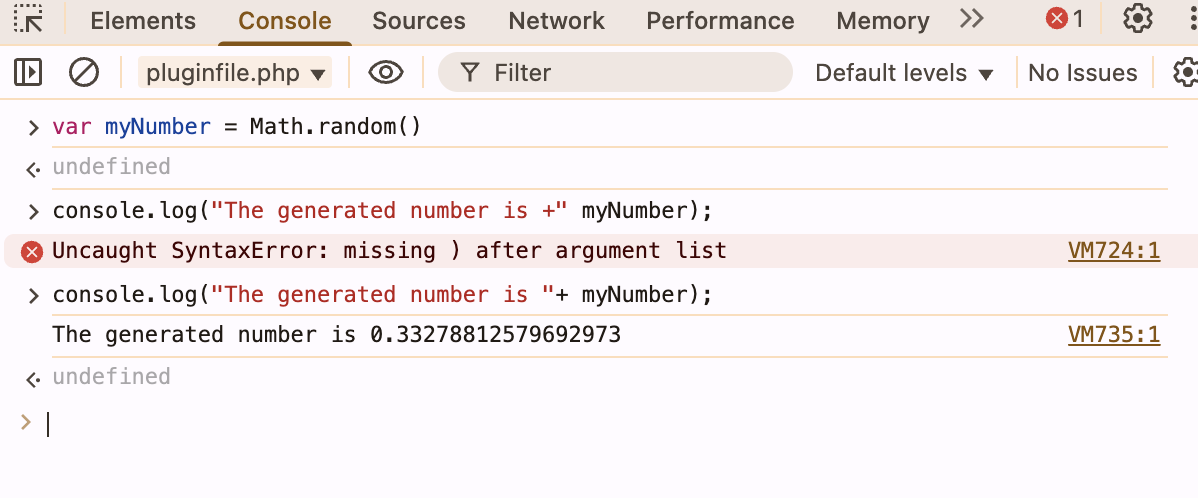 Elements Console Sources Network Performance Memory 1
pluginfile.php Filter Default levels No Issues
var myNumber = Math.random()
undefined
console.log("The generated number is +" myNumber);
Uncaught SyntaxError: missing ) after argument list VM724:1
console.log("The generated number is "+ myNumber);
The generated number is 0.33278812579692973 VM735:1
undefined